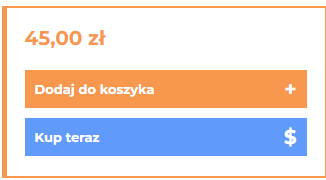 45,00 zł
Dodaj do koszyka +
Kup teraz $